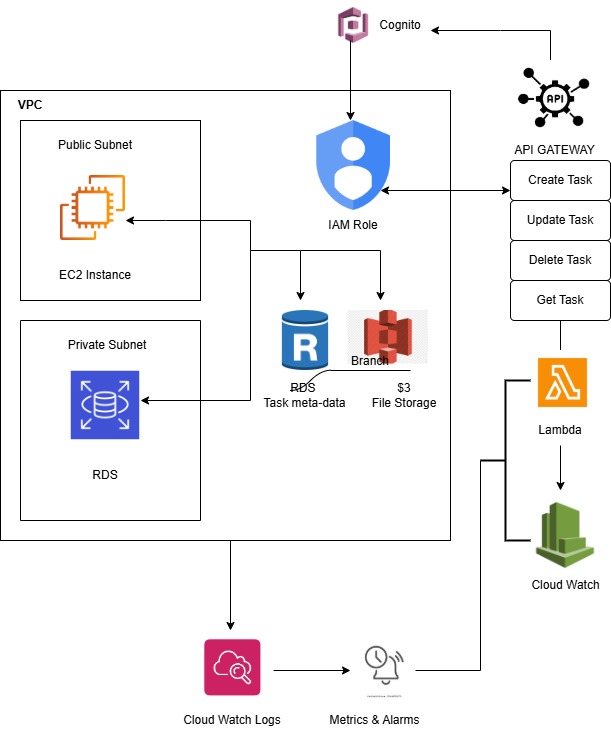 Cognito
API
API GATEWAY
VPC
Public Subnet
EC2 Instance
IAM Role
Create Task
Update Task
Delete Task
Get Task
Private Subnet
RDS
R
Branch
RDS
Task meta-data
$3
File Storage
Lambda
Cloud Watch
Cloud Watch Logs
Metrics & Alarms